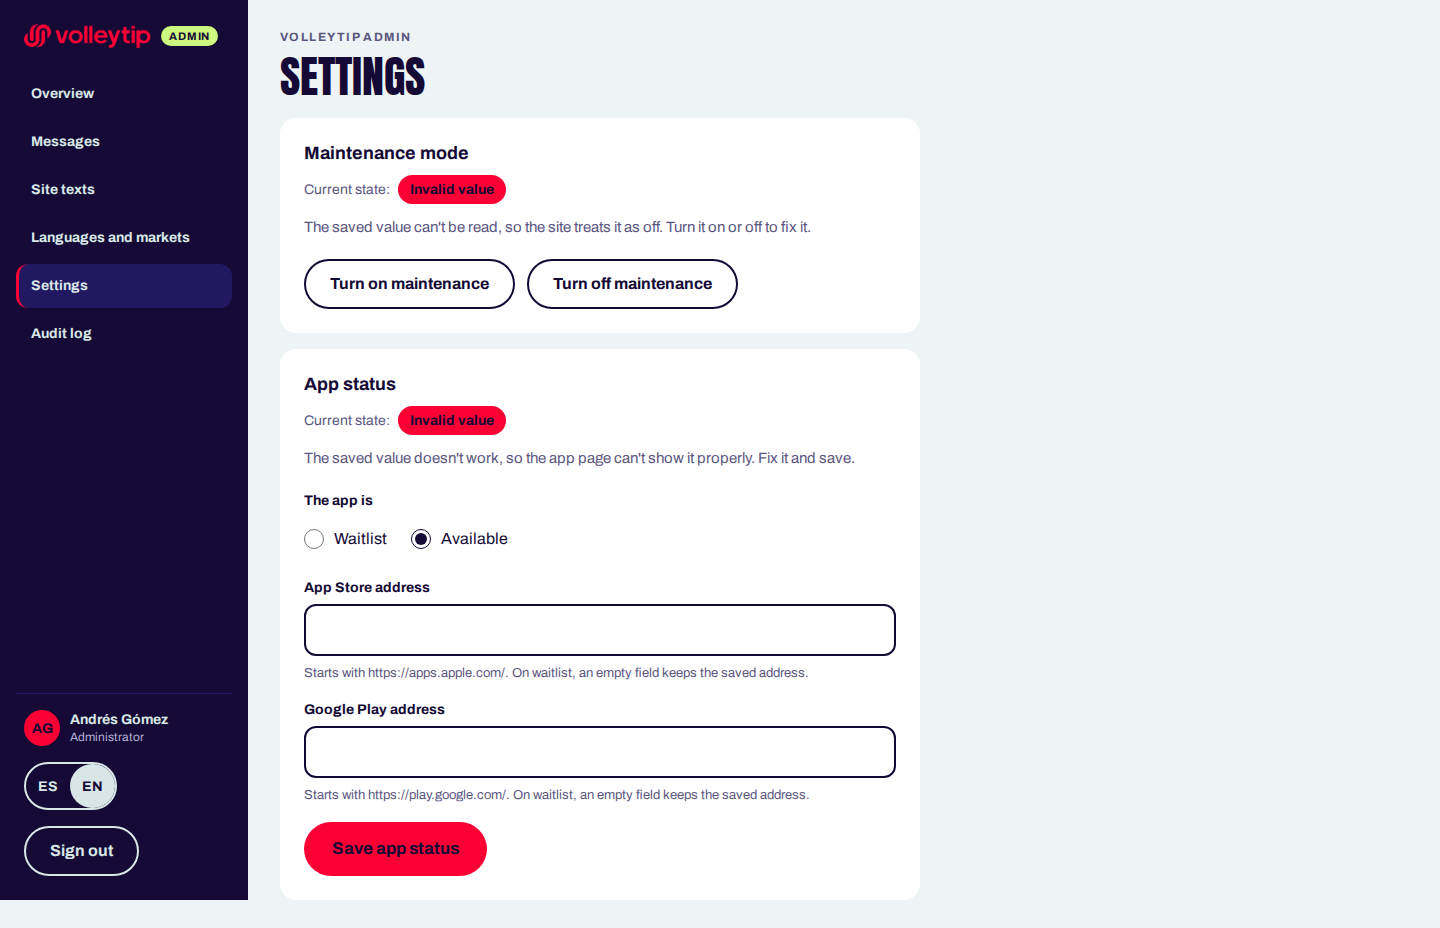 volleytip ADMIN
Overview
Messages
Site texts
Languages and markets
Settings
Audit log
AG
Andrés Gómez
Administrator
ES EN
Sign out
VOLLEYTIP ADMIN
SETTINGS
Maintenance mode
Current state: Invalid value
The saved value can't be read, so the site treats it as off. Turn it on or off to fix it.
Turn on maintenance Turn off maintenance
App status
Current state: Invalid value
The saved value doesn't work, so the app page can't show it properly. Fix it and save.
The app is
Waitlist Available
App Store address
Starts with https://apps.apple.com/. On waitlist, an empty field keeps the saved address.
Google Play address
Starts with https://play.google.com/. On waitlist, an empty field keeps the saved address.
Save app status